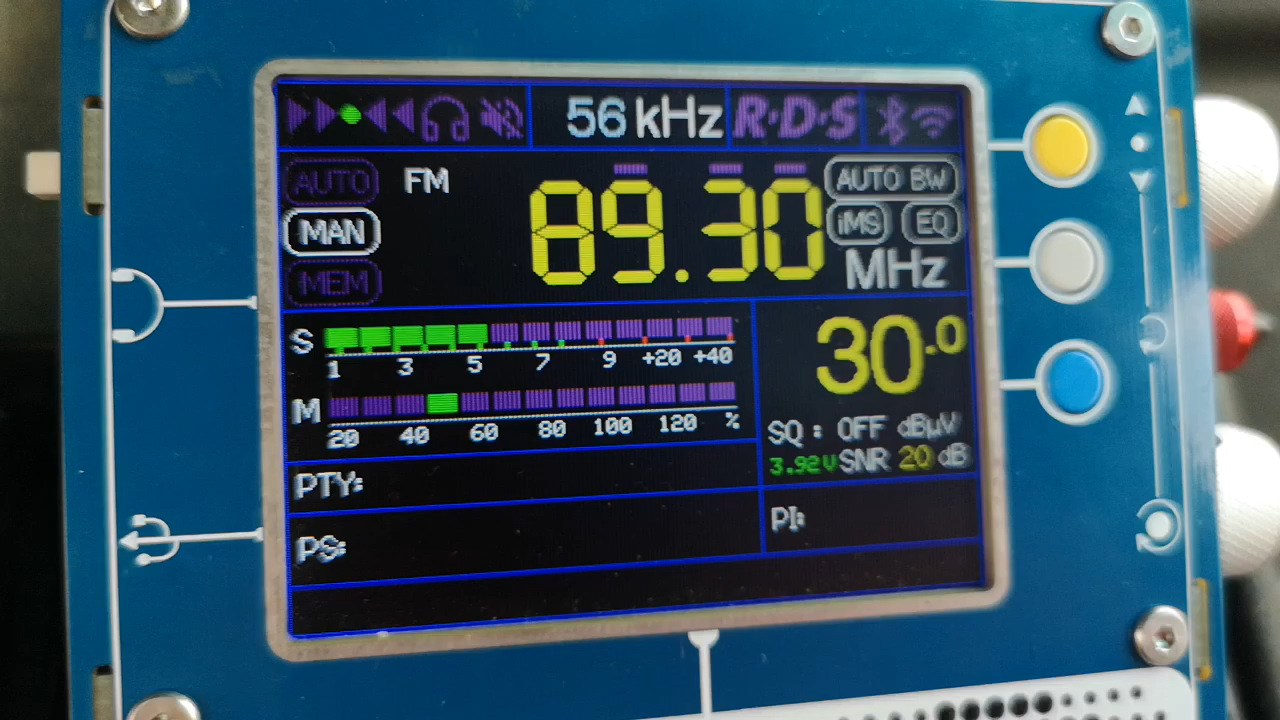 56 kHz R·D·S
AUTO FM AUTO BW
MAN 89.30 iMS EQ
MEM MHz
S
1 3 5 7 9 +20 +40
30.0
M
20 40 60 80 100 120 %
SQ: OFF dBµV
3.92V SNR 20 dB
PTY:
PI:
PS: